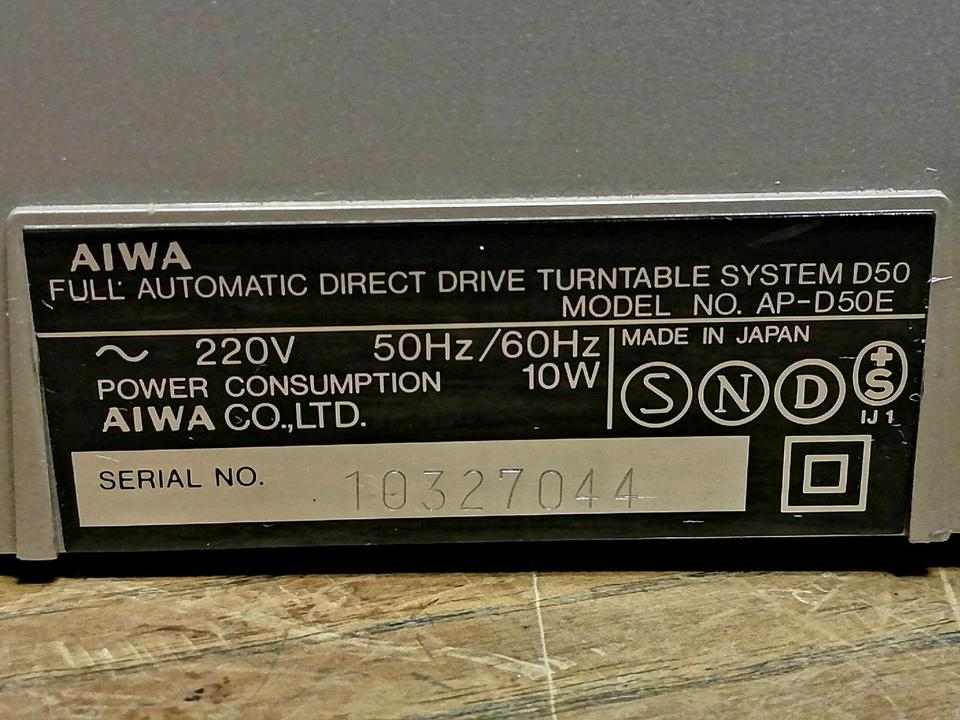 AIWA
FULL AUTOMATIC DIRECT DRIVE TURNTABLE SYSTEM D50
MODEL NO. AP-D50E
~ 220V 50Hz/60Hz
POWER CONSUMPTION 10W
AIWA CO.,LTD.
MADE IN JAPAN
S N D +S
IJ1
SERIAL NO. 10327044